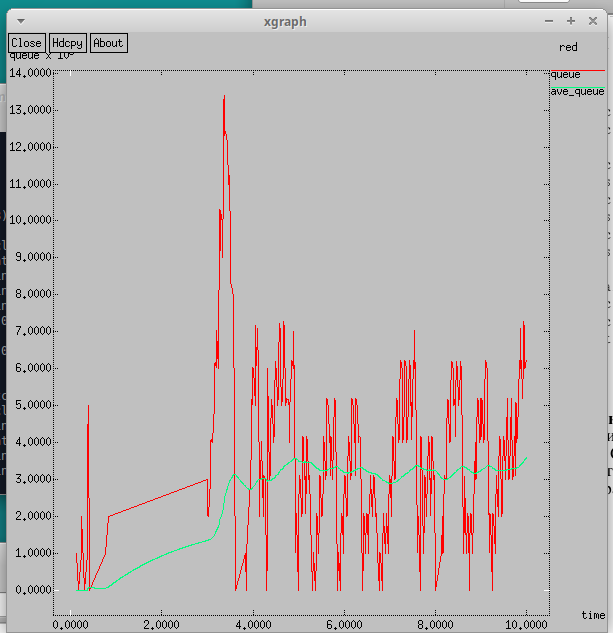 xgraph
Close Hdcpy About
red
queue x 10
queue
ave_queue
14.0000
13.0000
12.0000
11.0000
10.0000
9.0000
8.0000
7.0000
6.0000
5.0000
4.0000
3.0000
2.0000
1.0000
0.0000
time
0.0000 2.0000 4.0000 6.0000 8.0000 10.0000